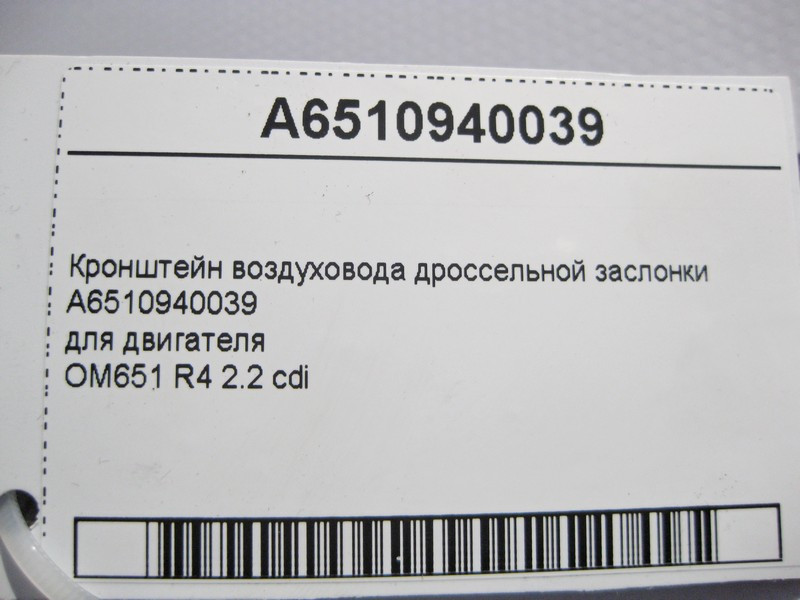 A6510940039
Кронштейн воздуховода дроссельной заслонки
A6510940039
для двигателя
OM651 R4 2.2 cdi